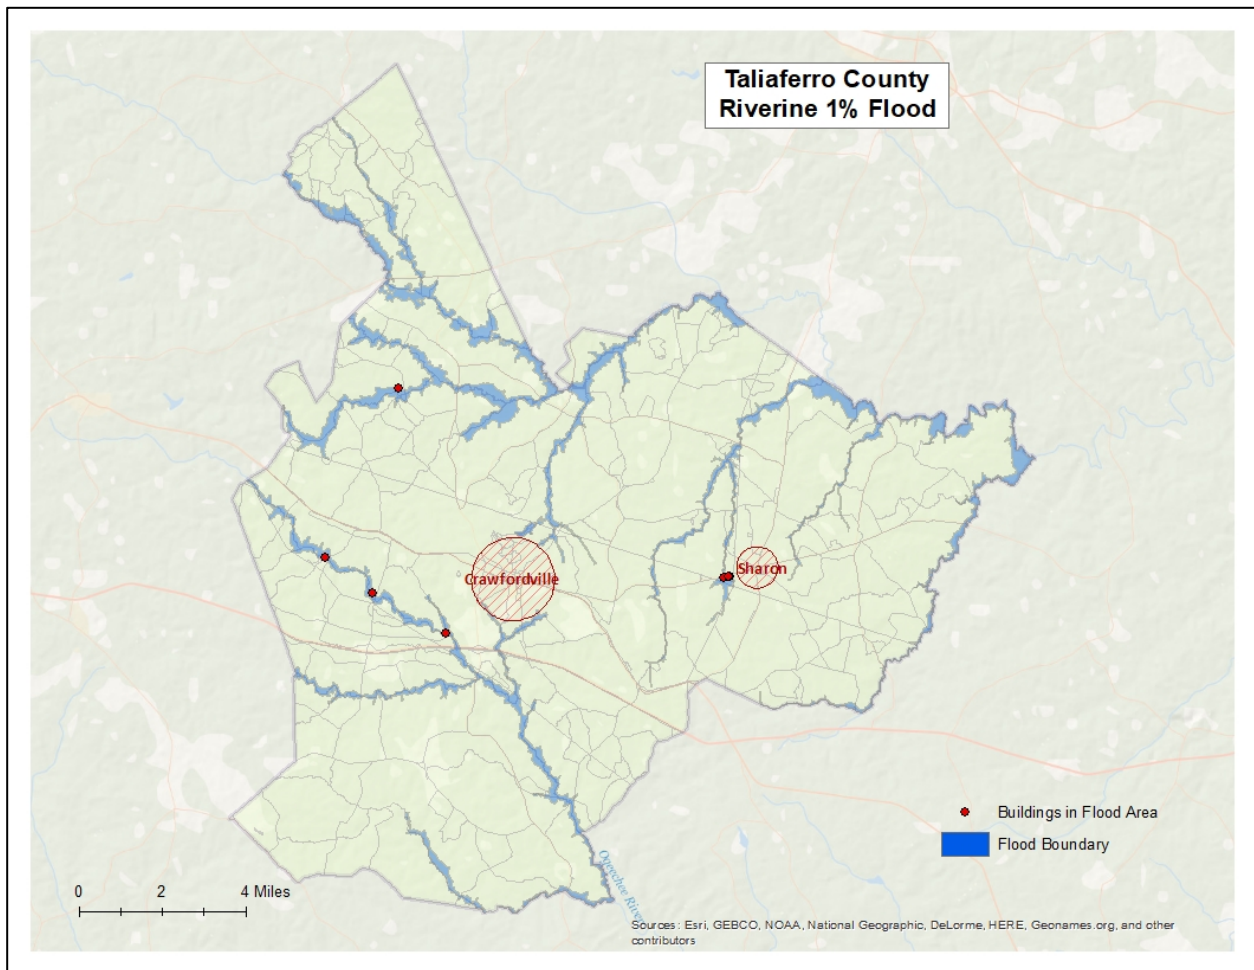 Taliaferro County
Riverine 1% Flood
Crawfordville
Sharon
Buildings in Flood Area
Flood Boundary
0 2 4 Miles
Ogeechee River
Sources: Esri, GEBCO, NOAA, National Geographic, DeLorme, HERE, Geonames.org, and other
contributors